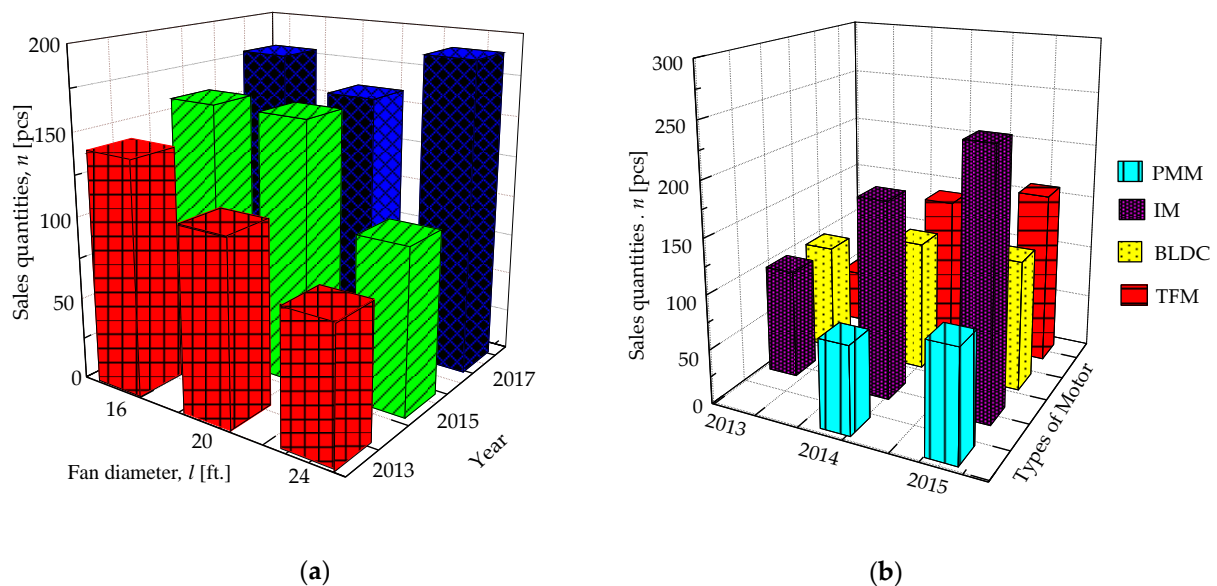 200
150
100
50
0
Sales quantities, n [pcs]
16
20
24
Fan diameter, l [ft.]
2013
2015
2017
Year
(a)
300
250
200
150
100
50
0
Sales quantities . n [pcs]
2013
2014
2015
Types of Motor
PMM
IM
BLDC
TFM
(b)